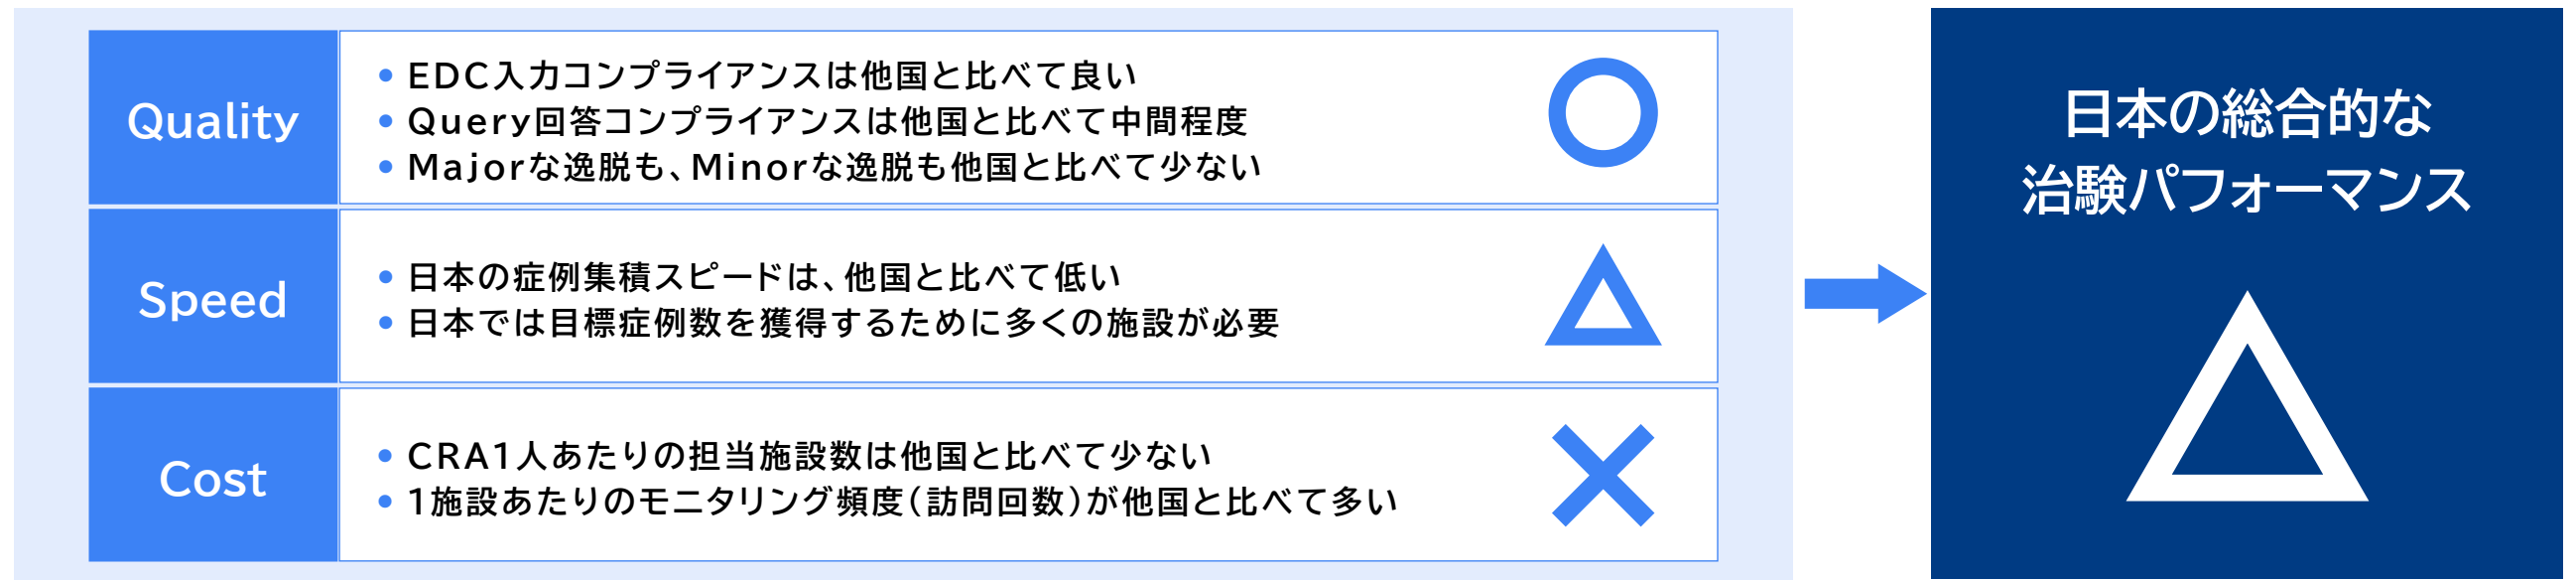 Quality
• EDC入力コンプライアンスは他国と比べて良い
• Query回答コンプライアンスは他国と比べて中間程度
• Majorな逸脱も、Minorな逸脱も他国と比べて少ない
Speed
• 日本の症例集積スピードは、他国と比べて低い
• 日本では目標症例数を獲得するために多くの施設が必要
Cost
• CRA1人あたりの担当施設数は他国と比べて少ない
• 1施設あたりのモニタリング頻度(訪問回数)が他国と比べて多い
日本の総合的な
治験パフォーマンス